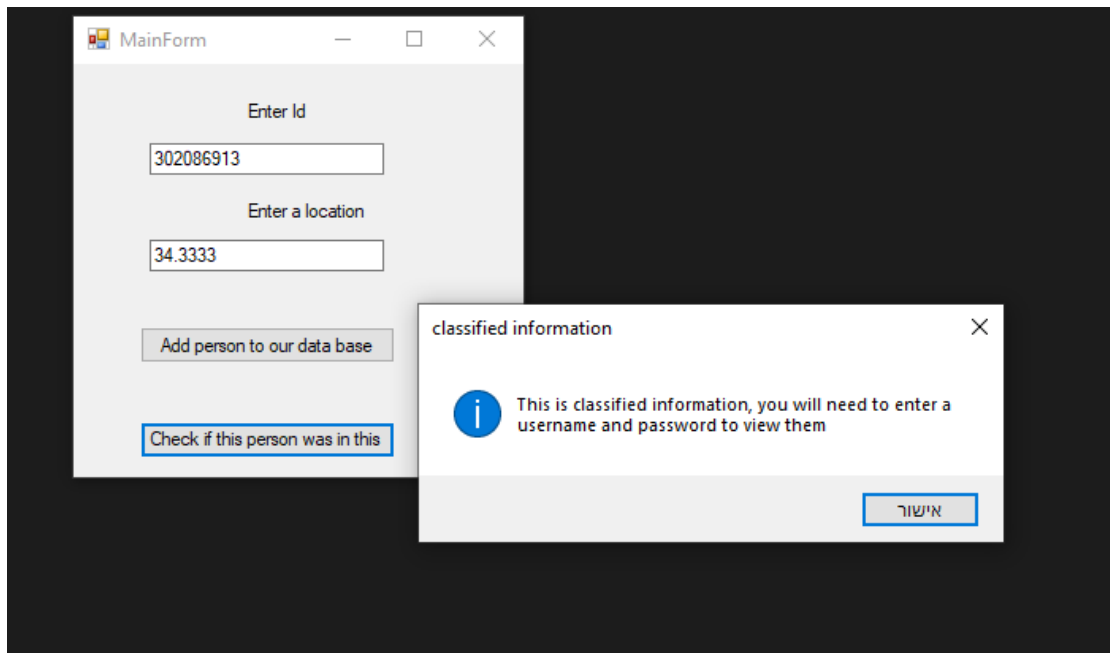 MainForm
Enter Id
302086913
Enter a location
34.3333
Add person to our data base
Check if this person was in this
classified information
This is classified information, you will need to enter a
username and password to view them
אישור